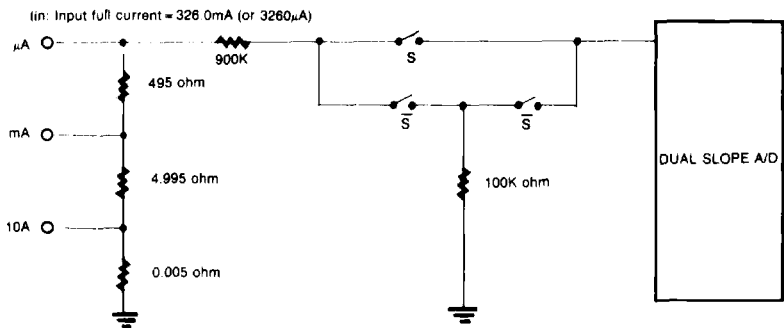 (in: Input full current = 326.0mA (or 3260µA)
µA
900K
S
495 ohm
S̅
S̅
mA
DUAL SLOPE A/D
4.995 ohm
100K ohm
10A
0.005 ohm